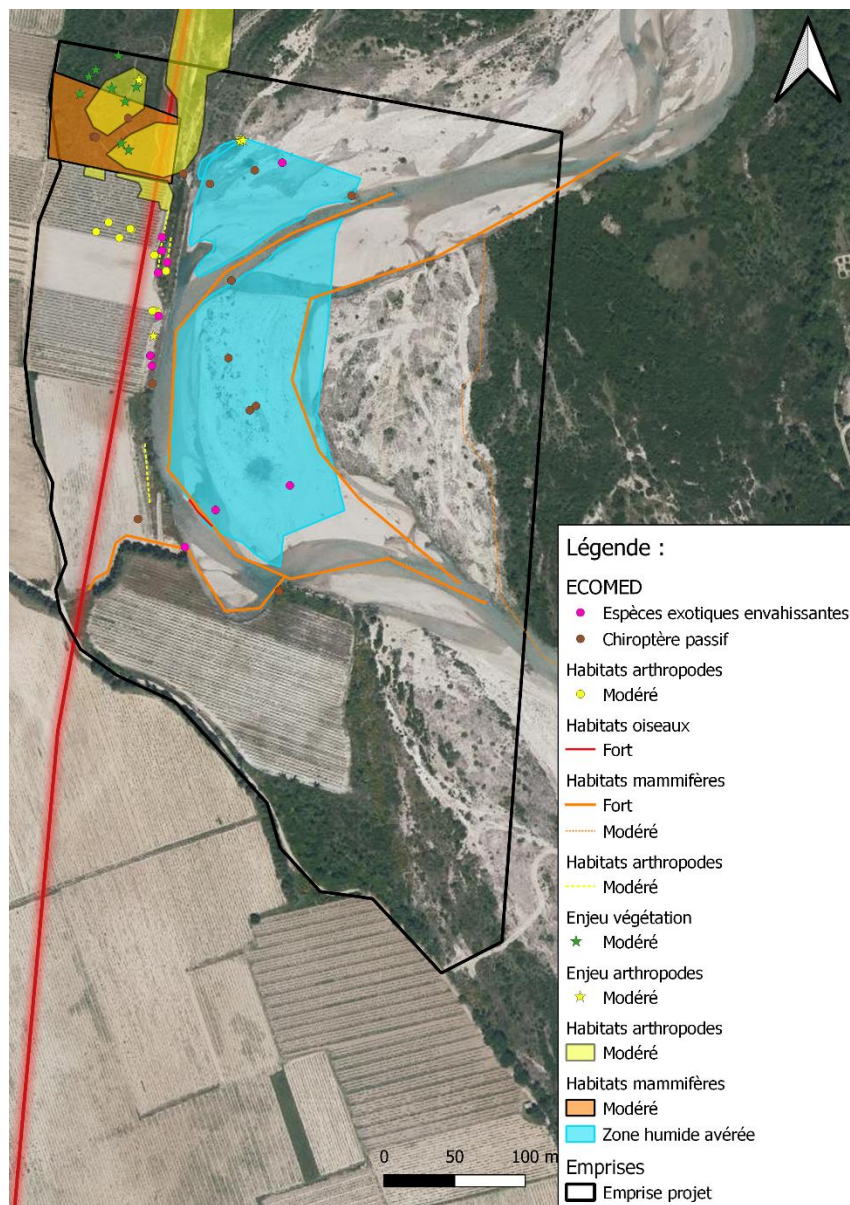 Légende :
ECOMED
Espèces exotiques envahissantes
Chiroptère passif
Habitats arthropodes
Modéré
Habitats oiseaux
Fort
Habitats mammifères
Fort
Modéré
Habitats arthropodes
Modéré
Enjeu végétation
Modéré
Enjeu arthropodes
Modéré
Habitats arthropodes
Modéré
Habitats mammifères
Modéré
Zone humide avérée
Emprises
Emprise projet
0 50 100 m